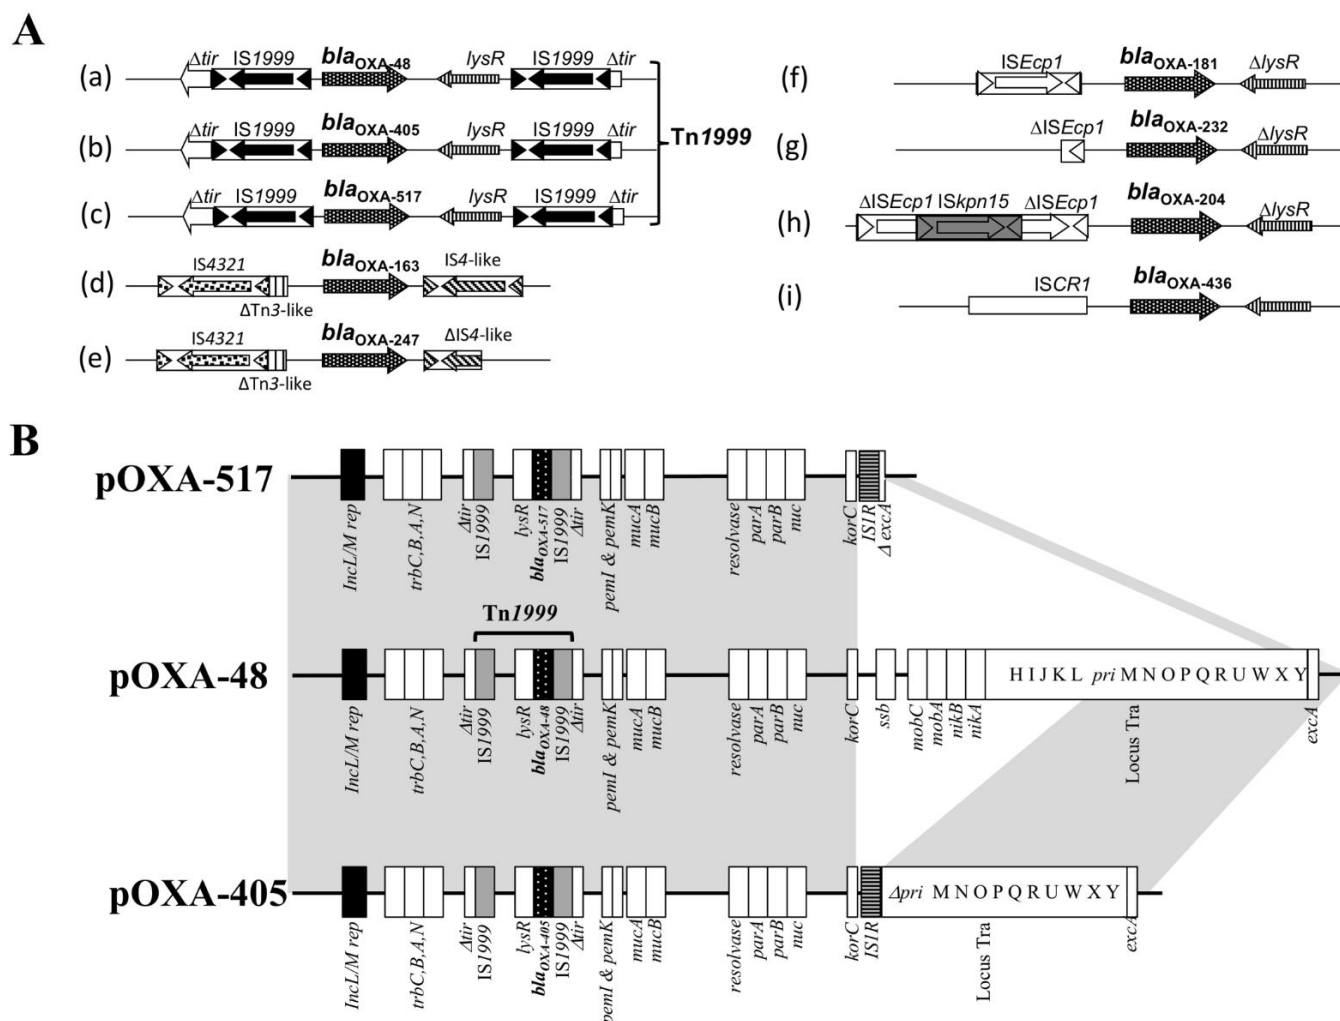 A
(a) Δtir IS1999 blaOXA-48 lysR IS1999 Δtir
(b) Δtir IS1999 blaOXA-405 lysR IS1999 Δtir
(c) Δtir IS1999 blaOXA-517 lysR IS1999 Δtir
Tn1999
(d) IS4321 ΔTn3-like blaOXA-163 IS4-like
(e) IS4321 ΔTn3-like blaOXA-247 ΔIS4-like
(f) ISEcp1 blaOXA-181 ΔlysR
(g) ΔISEcp1 blaOXA-232 ΔlysR
(h) ΔISEcp1 ISkpn15 ΔISEcp1 blaOXA-204 ΔlysR
(i) ISCR1 blaOXA-436 ΔlysR
B
pOXA-517
IncL/M rep
trbC,B,A,N
Δtir
IS1999
lysR
blaOXA-517
IS1999
Δtir
pemI & pemK
mucA
mucB
resolvase
parA
parB
nuc
korC
IS1R
Δ excA
Tn1999
pOXA-48
H I J K L pri M N O P Q R U W X Y
IncL/M rep
trbC,B,A,N
Δtir
IS1999
lysR
blaOXA-48
IS1999
Δtir
pemI & pemK
mucA
mucB
resolvase
parA
parB
nuc
korC
ssb
mobC
mobA
nikB
nikA
Locus Tra
excA
pOXA-405
Δpri M N O P Q R U W X Y
IncL/M rep
trbC,B,A,N
Δtir
IS1999
lysR
blaOXA-405
IS1999
Δtir
pemI & pemK
mucA
mucB
resolvase
parA
parB
nuc
korC
IS1R
Locus Tra
excA